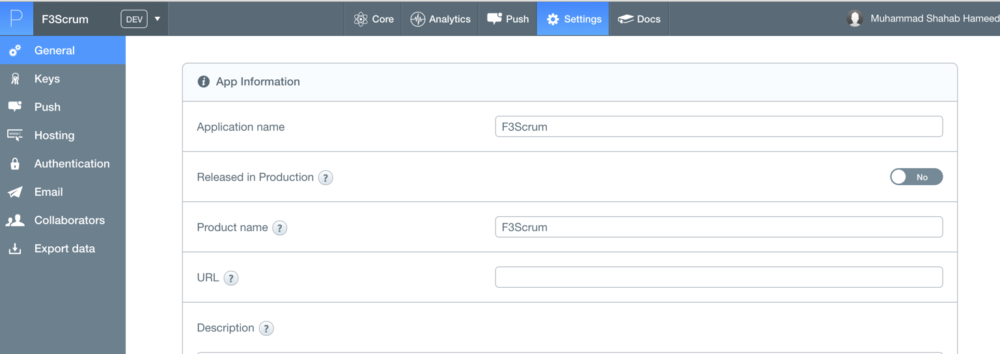 P F3Scrum DEV Core Analytics Push Settings Docs Muhammad Shahab Hameed
General
Keys
Push
Hosting
Authentication
Email
Collaborators
Export data
i App Information
Application name F3Scrum
Released in Production ? No
Product name ? F3Scrum
URL ?
Description ?